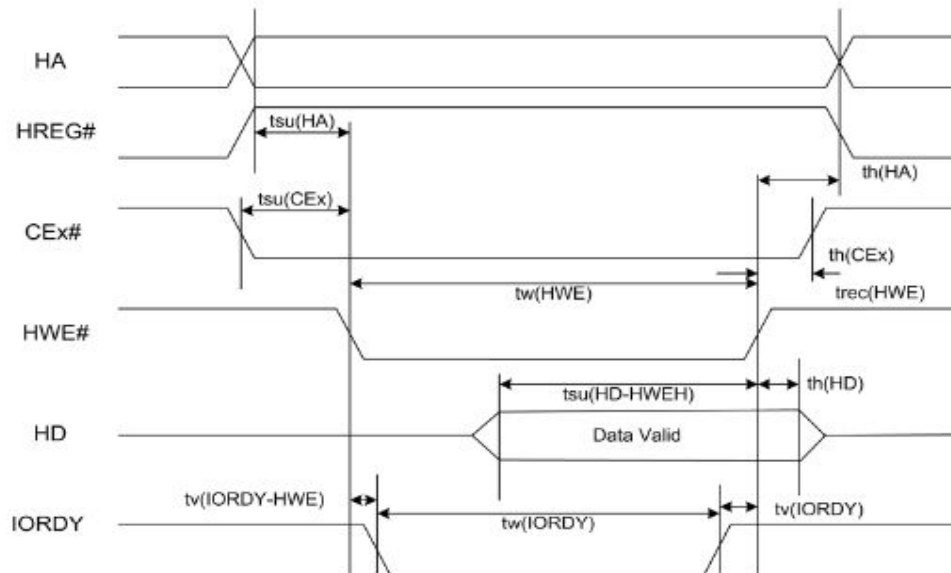 HA
HREG#
tsu(HA)
th(HA)
tsu(CEx)
CEx#
th(CEx)
tw(HWE)
trec(HWE)
HWE#
tsu(HD-HWEH)
th(HD)
HD
Data Valid
tv(IORDY-HWE)
tw(IORDY)
tv(IORDY)
IORDY